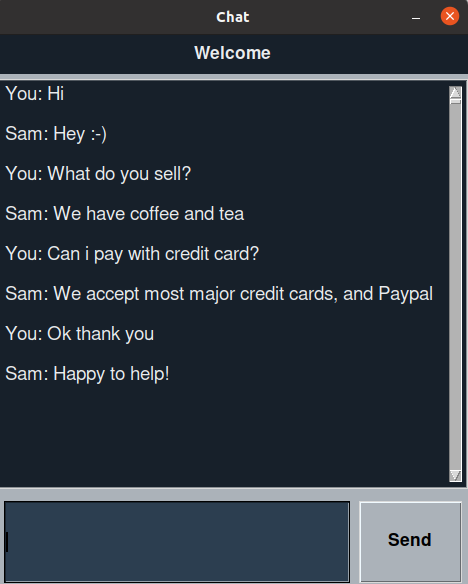 Chat
Welcome
You: Hi
Sam: Hey :-)
You: What do you sell?
Sam: We have coffee and tea
You: Can i pay with credit card?
Sam: We accept most major credit cards, and Paypal
You: Ok thank you
Sam: Happy to help!
Send